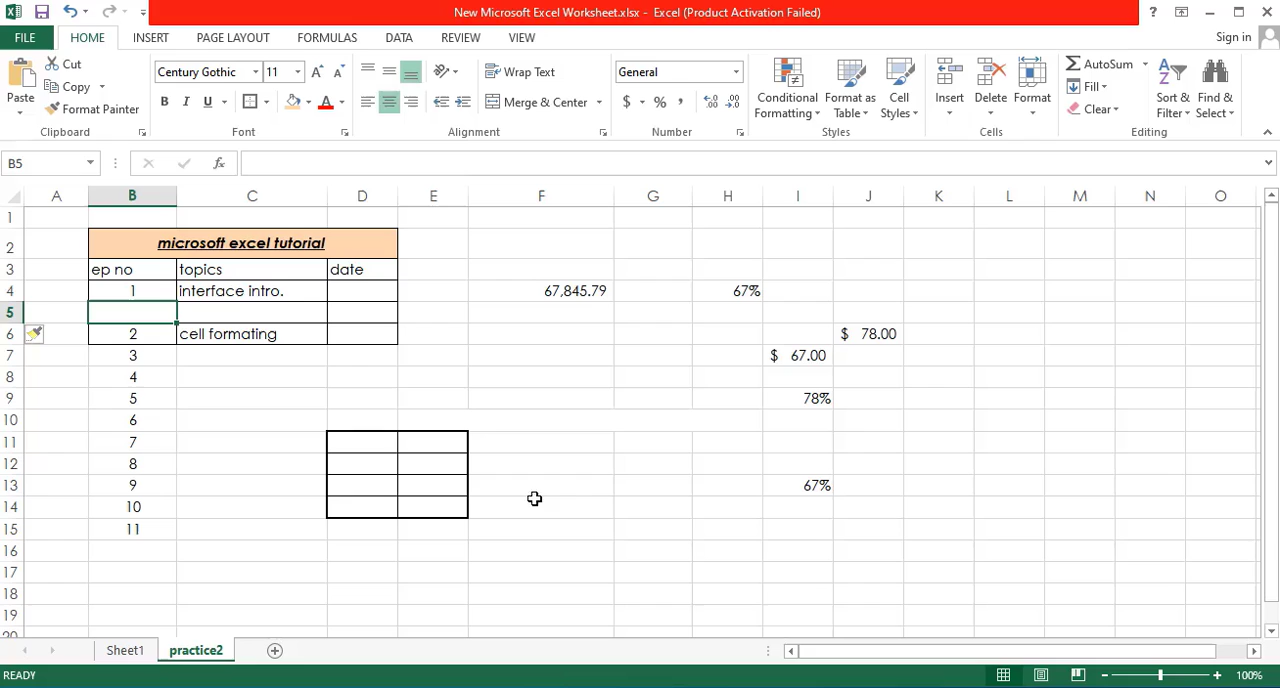 New Microsoft Excel Worksheet.xlsx - Excel (Product Activation Failed)
FILE HOME INSERT PAGE LAYOUT FORMULAS DATA REVIEW VIEW Sign in
Paste Cut Copy Format Painter Clipboard
Century Gothic 11 B I U A Font
Wrap Text Merge & Center Alignment
General $ % , Number
Conditional Formatting Format as Table Cell Styles Styles
Insert Delete Format Cells
AutoSum Fill Clear Sort & Filter Find & Select Editing
B5 fx
A B C D E F G H I J K L M N O
1
2 microsoft excel tutorial
3 ep no topics date
4 1 interface intro. 67,845.79 67%
5
6 2 cell formating $ 78.00
7 3 $ 67.00
8 4
9 5 78%
10 6
11 7
12 8
13 9 67%
14 10
15 11
16
17
18
19
20
Sheet1 practice2
READY 100%